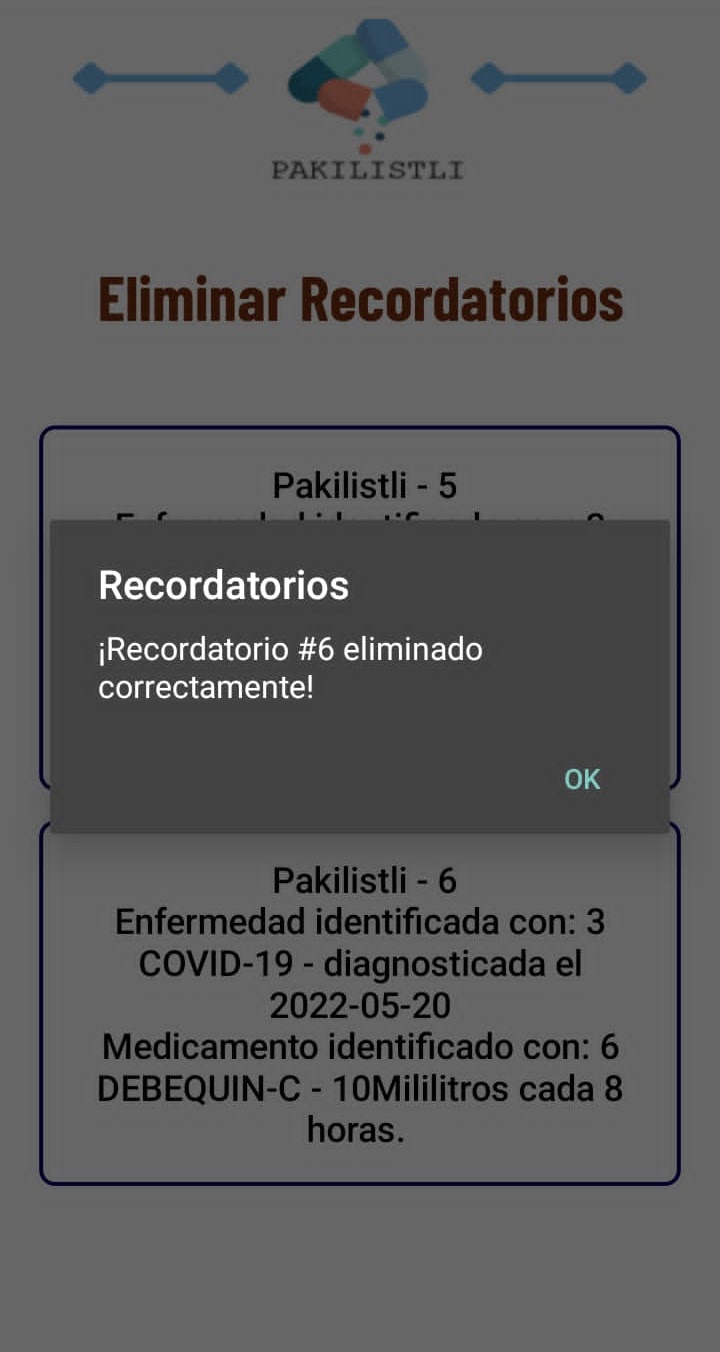 PAKILISTLI
Eliminar Recordatorios
Pakilistli - 5
Recordatorios
¡Recordatorio #6 eliminado
correctamente!
OK
Pakilistli - 6
Enfermedad identificada con: 3
COVID-19 - diagnosticada el
2022-05-20
Medicamento identificado con: 6
DEBEQUIN-C - 10Mililitros cada 8
horas.